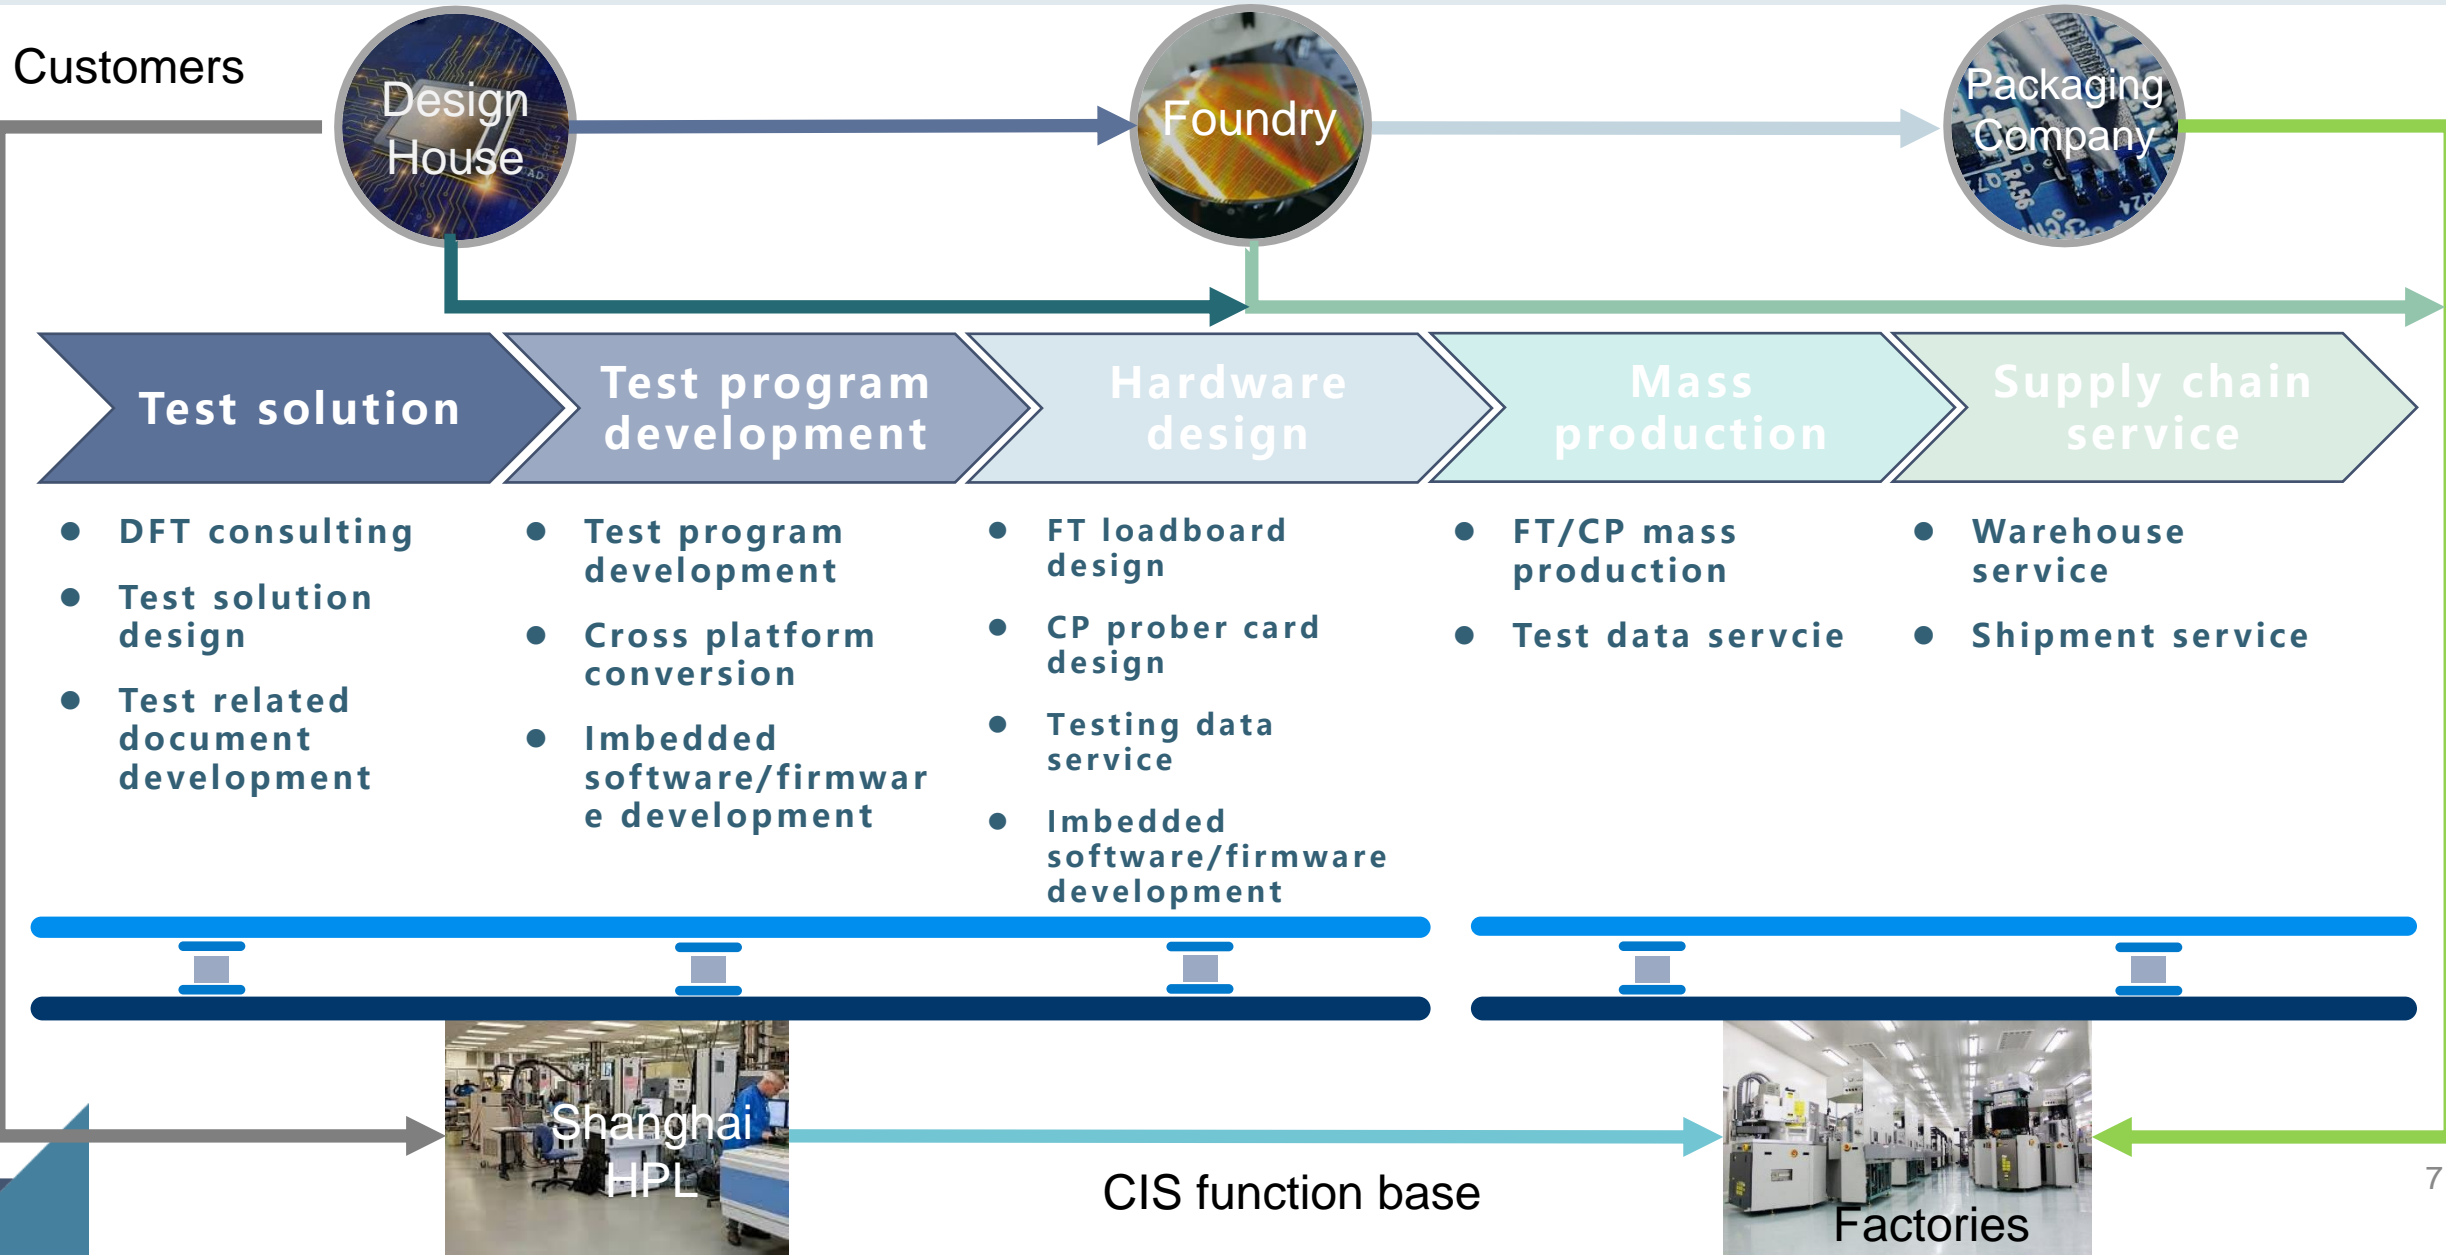 Customers
Design
House
Foundry
Packaging
Company
Test solution
Test program
development
Hardware
design
Mass
production
Supply chain
service
● DFT consulting
● Test solution
design
● Test related
document
development
● Test program
development
● Cross platform
conversion
● Imbedded
software/firmwar
e development
● FT loadboard
design
● CP prober card
design
● Testing data
service
● Imbedded
software/firmware
development
● FT/CP mass
production
● Test data servcie
● Warehouse
service
● Shipment service
Shanghai
HPL
CIS function base
Factories
7